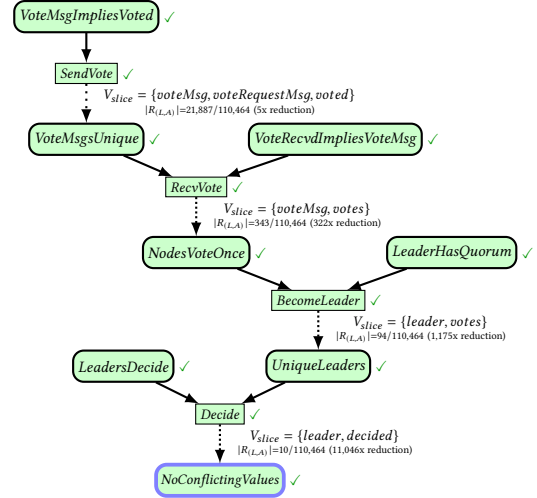 VoteMsgImpliesVoted ✓
SendVote ✓
V_slice = {voteMsg, voteRequestMsg, voted}
|R_(L,A)|=21,887/110,464 (5x reduction)
VoteMsgsUnique ✓ VoteRecvdImpliesVoteMsg ✓
RecvVote ✓
V_slice = {voteMsg, votes}
|R_(L,A)|=343/110,464 (322x reduction)
NodesVoteOnce ✓ LeaderHasQuorum ✓
BecomeLeader ✓
V_slice = {leader, votes}
|R_(L,A)|=94/110,464 (1,175x reduction)
LeadersDecide ✓ UniqueLeaders ✓
Decide ✓
V_slice = {leader, decided}
|R_(L,A)|=10/110,464 (11,046x reduction)
NoConflictingValues ✓